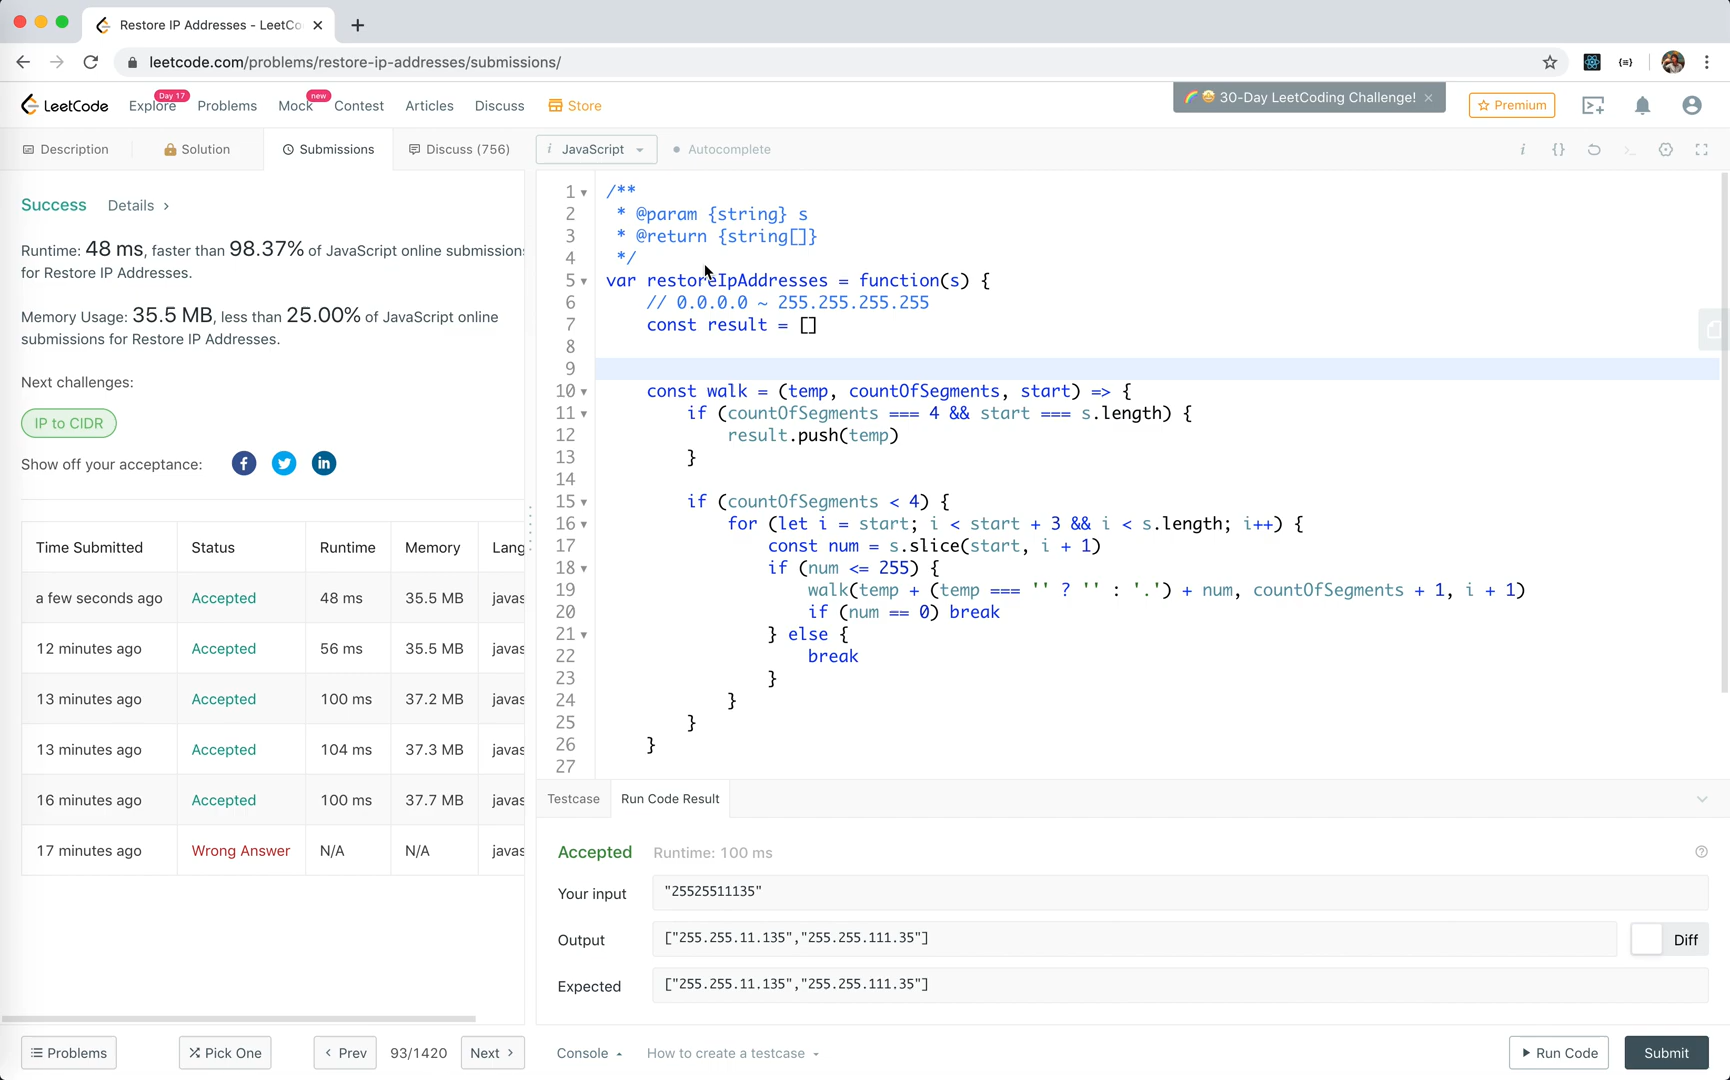 Restore IP Addresses - LeetCo
leetcode.com/problems/restore-ip-addresses/submissions/
LeetCode
Explore
Day 17
Problems
Mock
new
Contest
Articles
Discuss
Store
🌈 🤩 30-Day LeetCoding Challenge! ×
Premium
Description
Solution
Submissions
Discuss (756)
i JavaScript
Autocomplete
Success Details >
Runtime: 48 ms, faster than 98.37% of JavaScript online submissions
for Restore IP Addresses.
Memory Usage: 35.5 MB, less than 25.00% of JavaScript online
submissions for Restore IP Addresses.
Next challenges:
IP to CIDR
Show off your acceptance:
Time Submitted Status Runtime Memory Lang
a few seconds ago Accepted 48 ms 35.5 MB javas
12 minutes ago Accepted 56 ms 35.5 MB javas
13 minutes ago Accepted 100 ms 37.2 MB javas
13 minutes ago Accepted 104 ms 37.3 MB javas
16 minutes ago Accepted 100 ms 37.7 MB javas
17 minutes ago Wrong Answer N/A N/A javas
1 /**
2 * @param {string} s
3 * @return {string[]}
4 */
5 var restoreIpAddresses = function(s) {
6 // 0.0.0.0 ~ 255.255.255.255
7 const result = []
8
9
10 const walk = (temp, countOfSegments, start) => {
11 if (countOfSegments === 4 && start === s.length) {
12 result.push(temp)
13 }
14
15 if (countOfSegments < 4) {
16 for (let i = start; i < start + 3 && i < s.length; i++) {
17 const num = s.slice(start, i + 1)
18 if (num <= 255) {
19 walk(temp + (temp === '' ? '' : '.') + num, countOfSegments + 1, i + 1)
20 if (num == 0) break
21 } else {
22 break
23 }
24 }
25 }
26 }
27
Testcase Run Code Result
Accepted Runtime: 100 ms
Your input "25525511135"
Output ["255.255.11.135","255.255.111.35"]
Diff
Expected ["255.255.11.135","255.255.111.35"]
Problems
Pick One
< Prev
93/1420
Next >
Console
How to create a testcase
Run Code
Submit